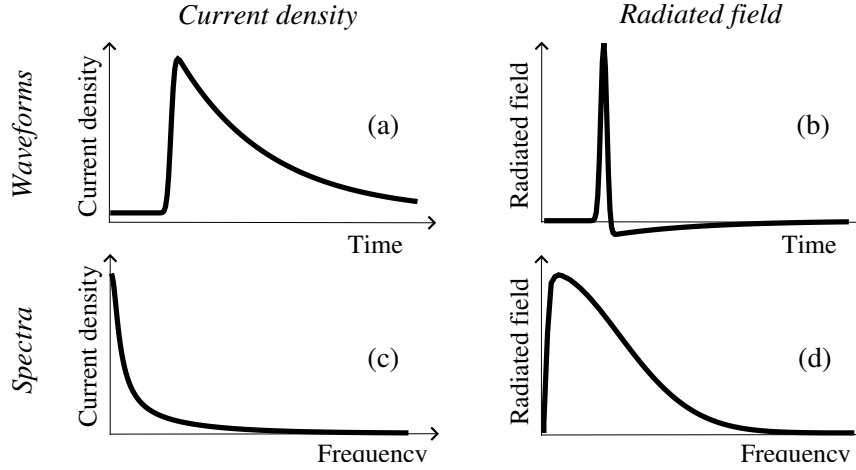 Current density
Radiated field
Waveforms
Current density
(a)
Time
Radiated field
(b)
Time
Spectra
Current density
(c)
Frequency
Radiated field
(d)
Frequency